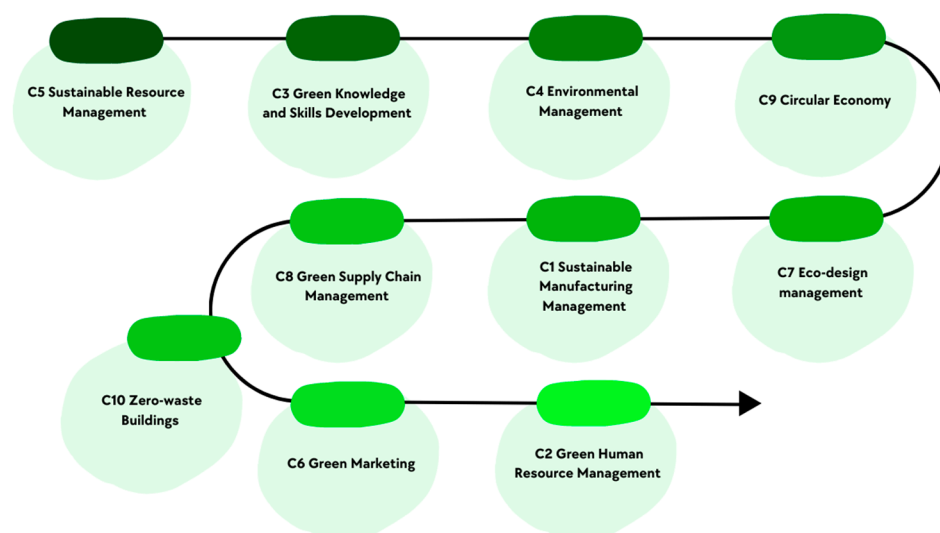 C5 Sustainable Resource
Management
C3 Green Knowledge
and Skills Development
C4 Environmental
Management
C9 Circular Economy
C7 Eco-design
management
C1 Sustainable
Manufacturing
Management
C8 Green Supply Chain
Management
C10 Zero-waste
Buildings
C6 Green Marketing
C2 Green Human
Resource Management